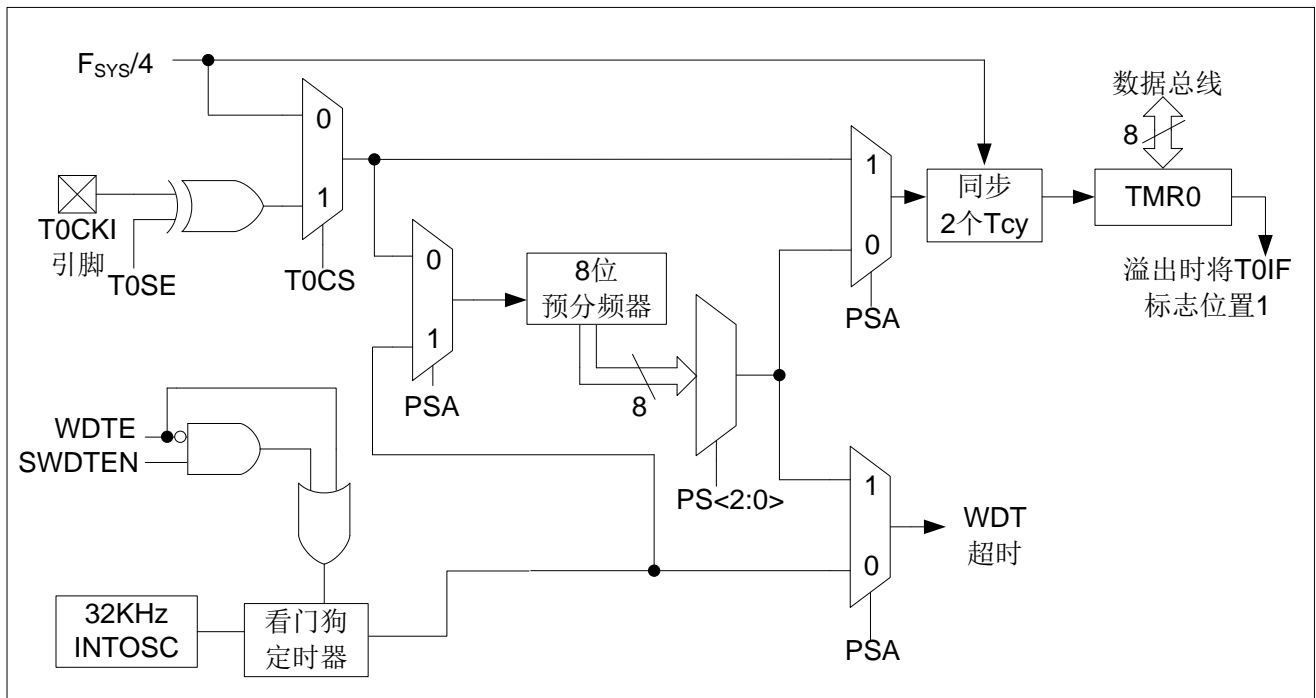 FSYS/4
数据总线
8
0
1
T0CKI
引脚
T0SE
T0CS
0
1
PSA
8位
预分频器
8
PS<2:0>
1
0
PSA
同步
2个Tcy
TMR0
溢出时将T0IF
标志位置1
WDTE
SWDTEN
32KHz
INTOSC
看门狗
定时器
1
0
PSA
WDT
超时